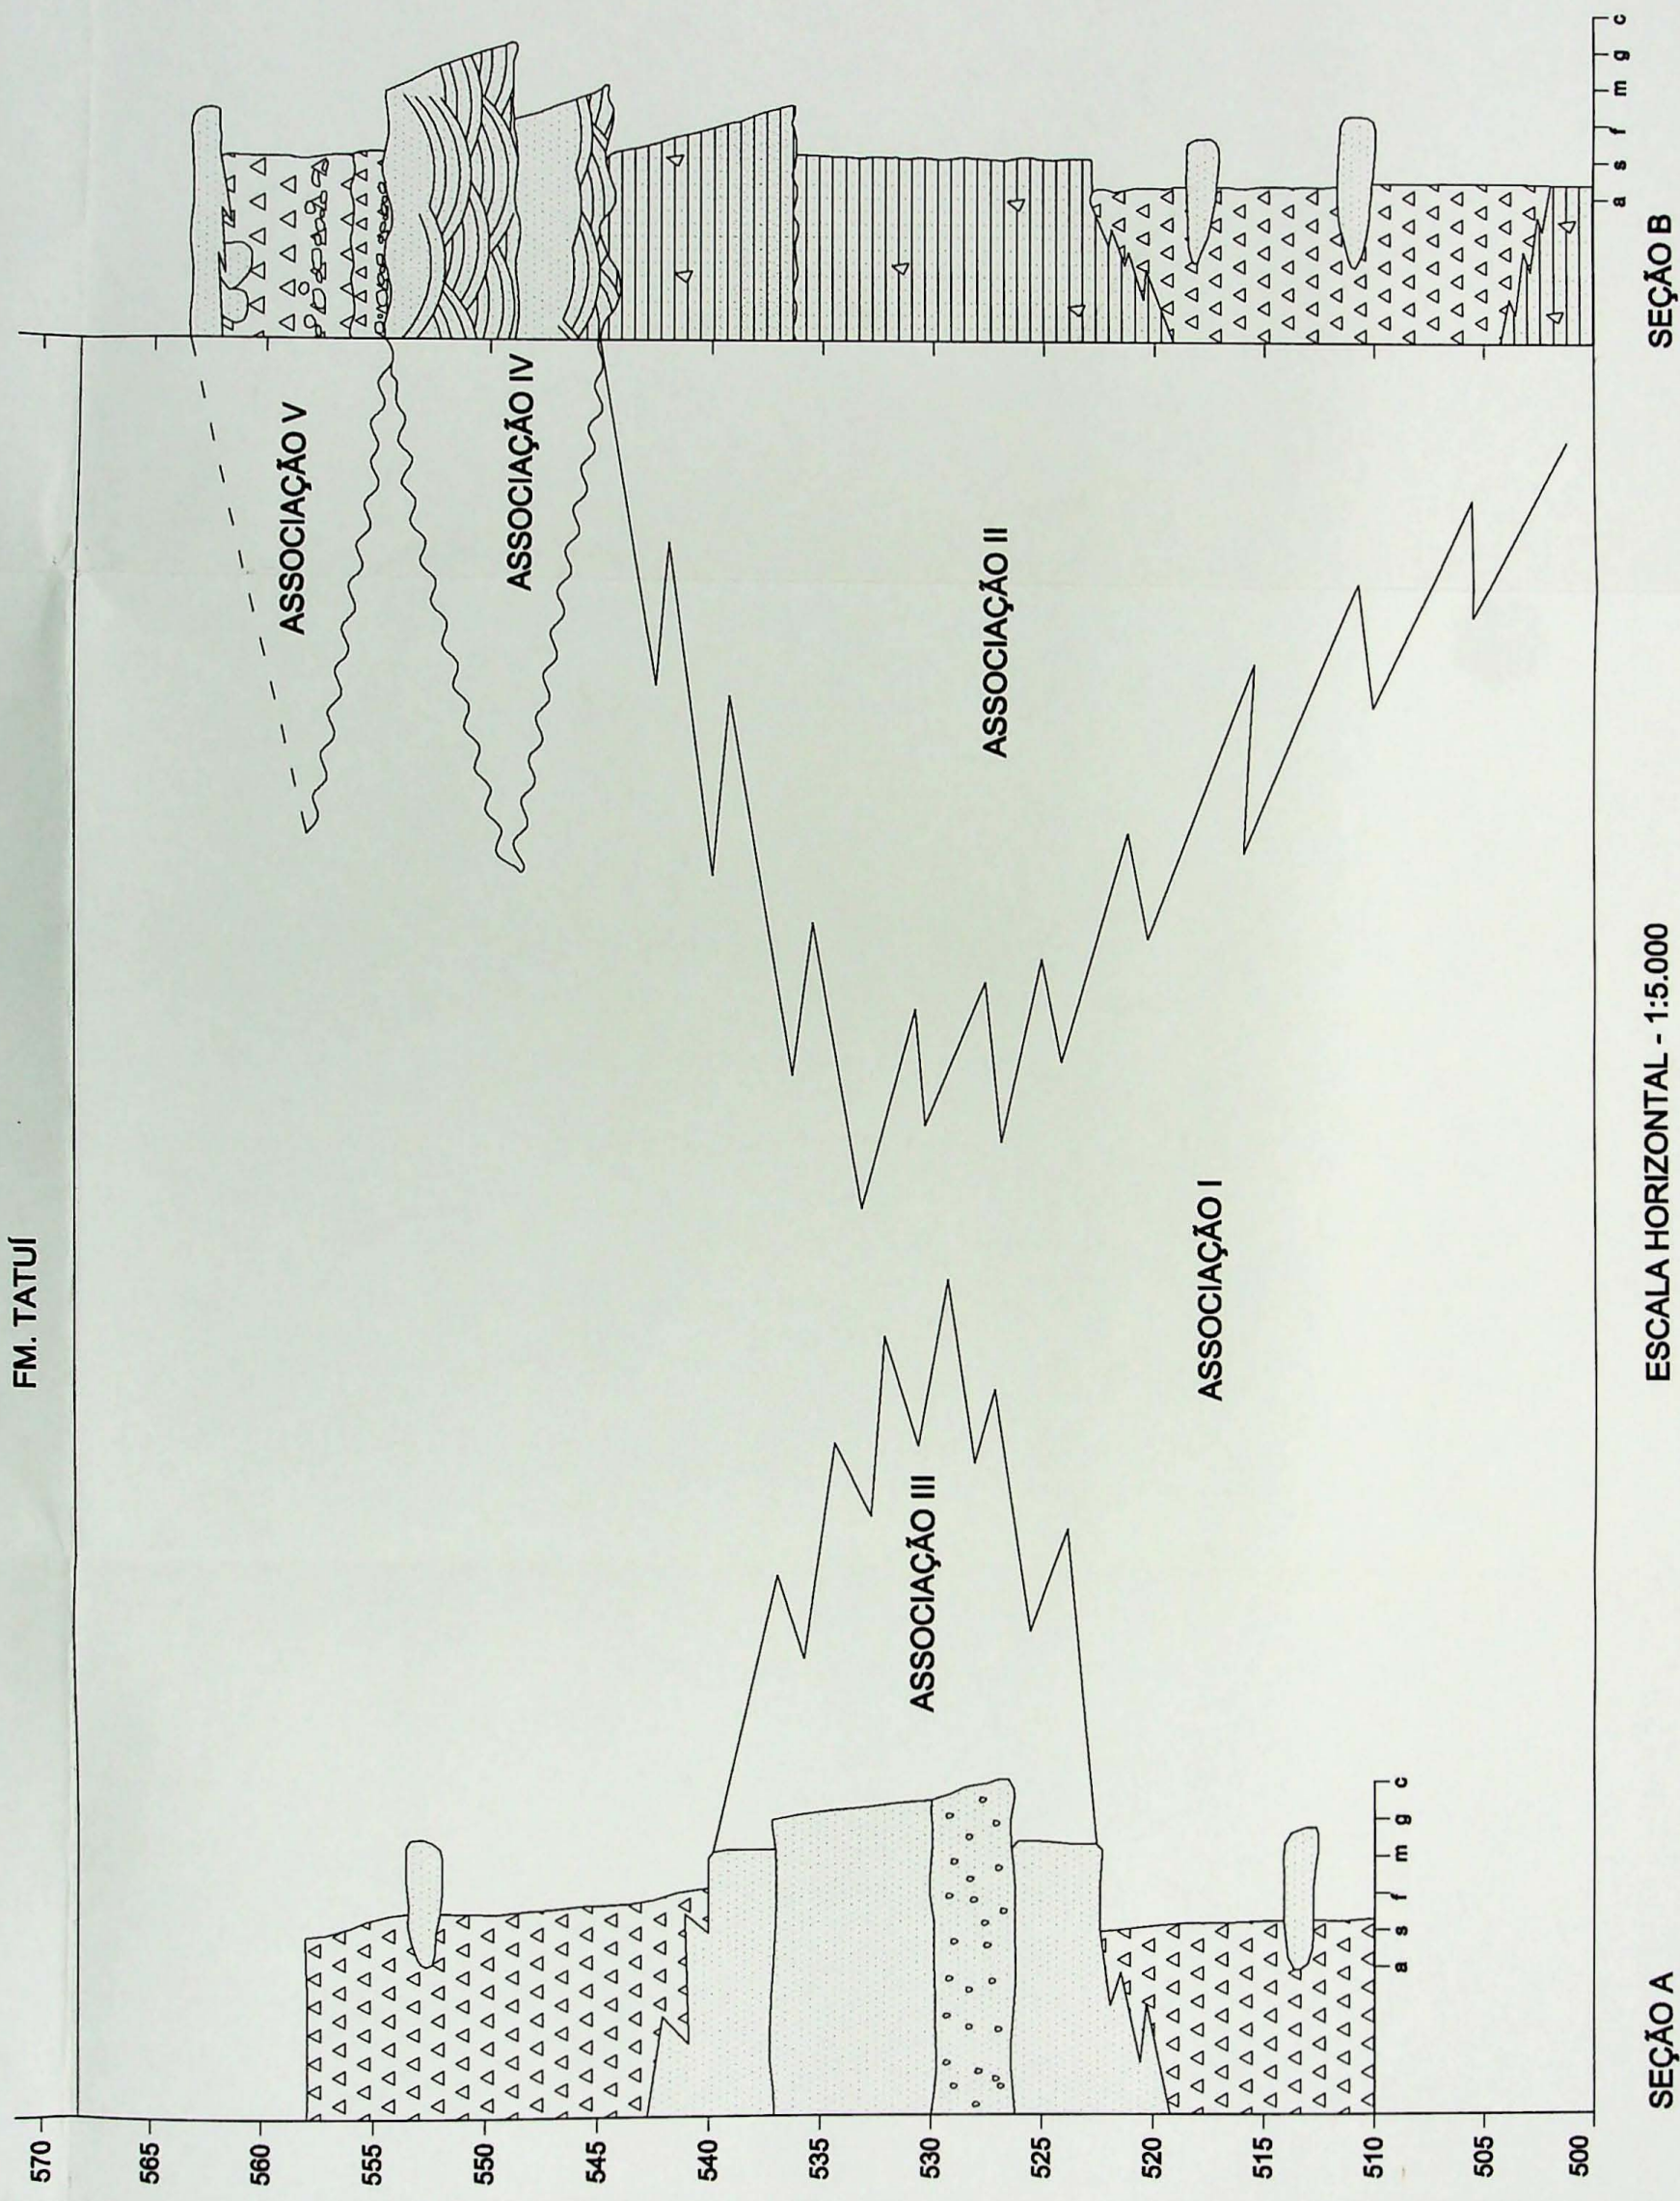 FM. TATUÍ
570
565
560
555
550
545
540
535
530
525
520
515
510
505
500
ASSOCIAÇÃO V
ASSOCIAÇÃO IV
ASSOCIAÇÃO II
ASSOCIAÇÃO III
ASSOCIAÇÃO I
a s f m g c
a s f m g c
SEÇÃO A
ESCALA HORIZONTAL - 1:5.000
SEÇÃO B